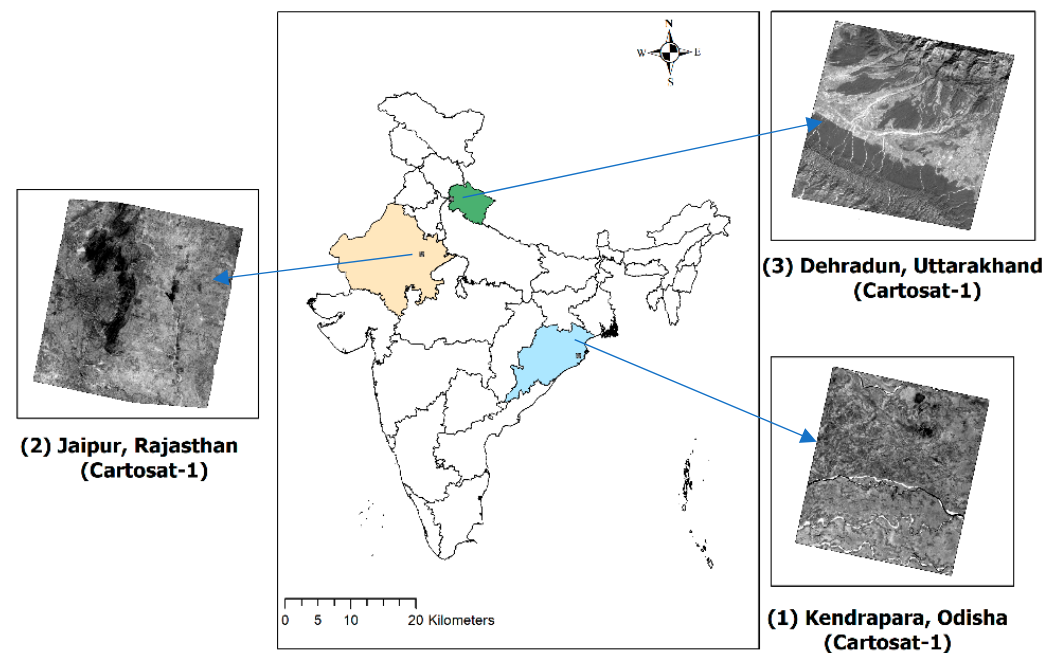 N
W E
S
(3) Dehradun, Uttarakhand
(Cartosat-1)
(2) Jaipur, Rajasthan
(Cartosat-1)
0 5 10 20 Kilometers
(1) Kendrapara, Odisha
(Cartosat-1)